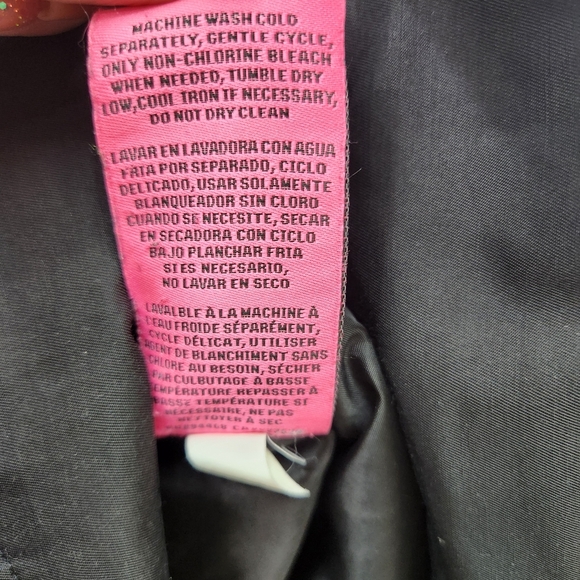 MACHINE WASH COLD
SEPARATELY, GENTLE CYCLE,
ONLY NON-CHLORINE BLEACH
WHEN NEEDED, TUMBLE DRY
LOW, COOL IRON IF NECESSARY,
DO NOT DRY CLEAN
LAVAR EN LAVADORA CON AGUA
FRIA POR SEPARADO, CICLO
DELICADO, USAR SOLAMENTE
BLANQUEADOR SIN CLORO
CUANDO SE NECESITE, SECAR
EN SECADORA CON CICLO
BAJO PLANCHAR FRIA
SI ES NECESARIO,
NO LAVAR EN SECO
LAVALBLE À LA MACHINE À
L'EAU FROIDE SÉPARÉMENT,
CYCLE DÉLICAT, UTILISER
AGENT DE BLANCHIMENT SANS
CHLORE AU BESOIN, SÉCHER
PAR CULBUTAGE À BASSE
TEMPÉRATURE REPASSER À
BASSE TEMPÉRATURE SI
NÉCESSAIRE, NE PAS
NETTOYER À SEC